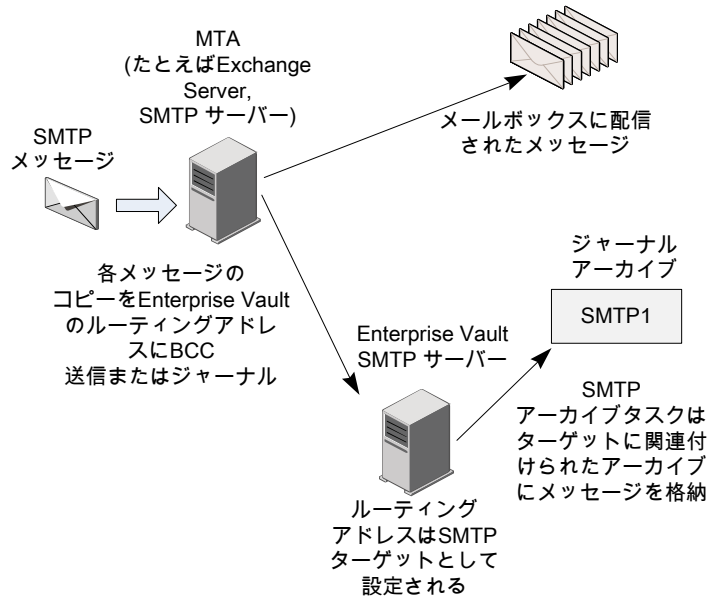 MTA
(たとえばExchange
Server,
SMTP サーバー)
SMTP
メッセージ
メールボックスに配信
されたメッセージ
各メッセージの
コピーをEnterprise Vault
のルーティングアドレ
スにBCC
送信またはジャーナル
Enterprise Vault
SMTP サーバー
ジャーナル
アーカイブ
SMTP1
SMTP
アーカイブタスクは
ターゲットに関連付
けられたアーカイブ
にメッセージを格納
ルーティング
アドレスはSMTP
ターゲットとして
設定される